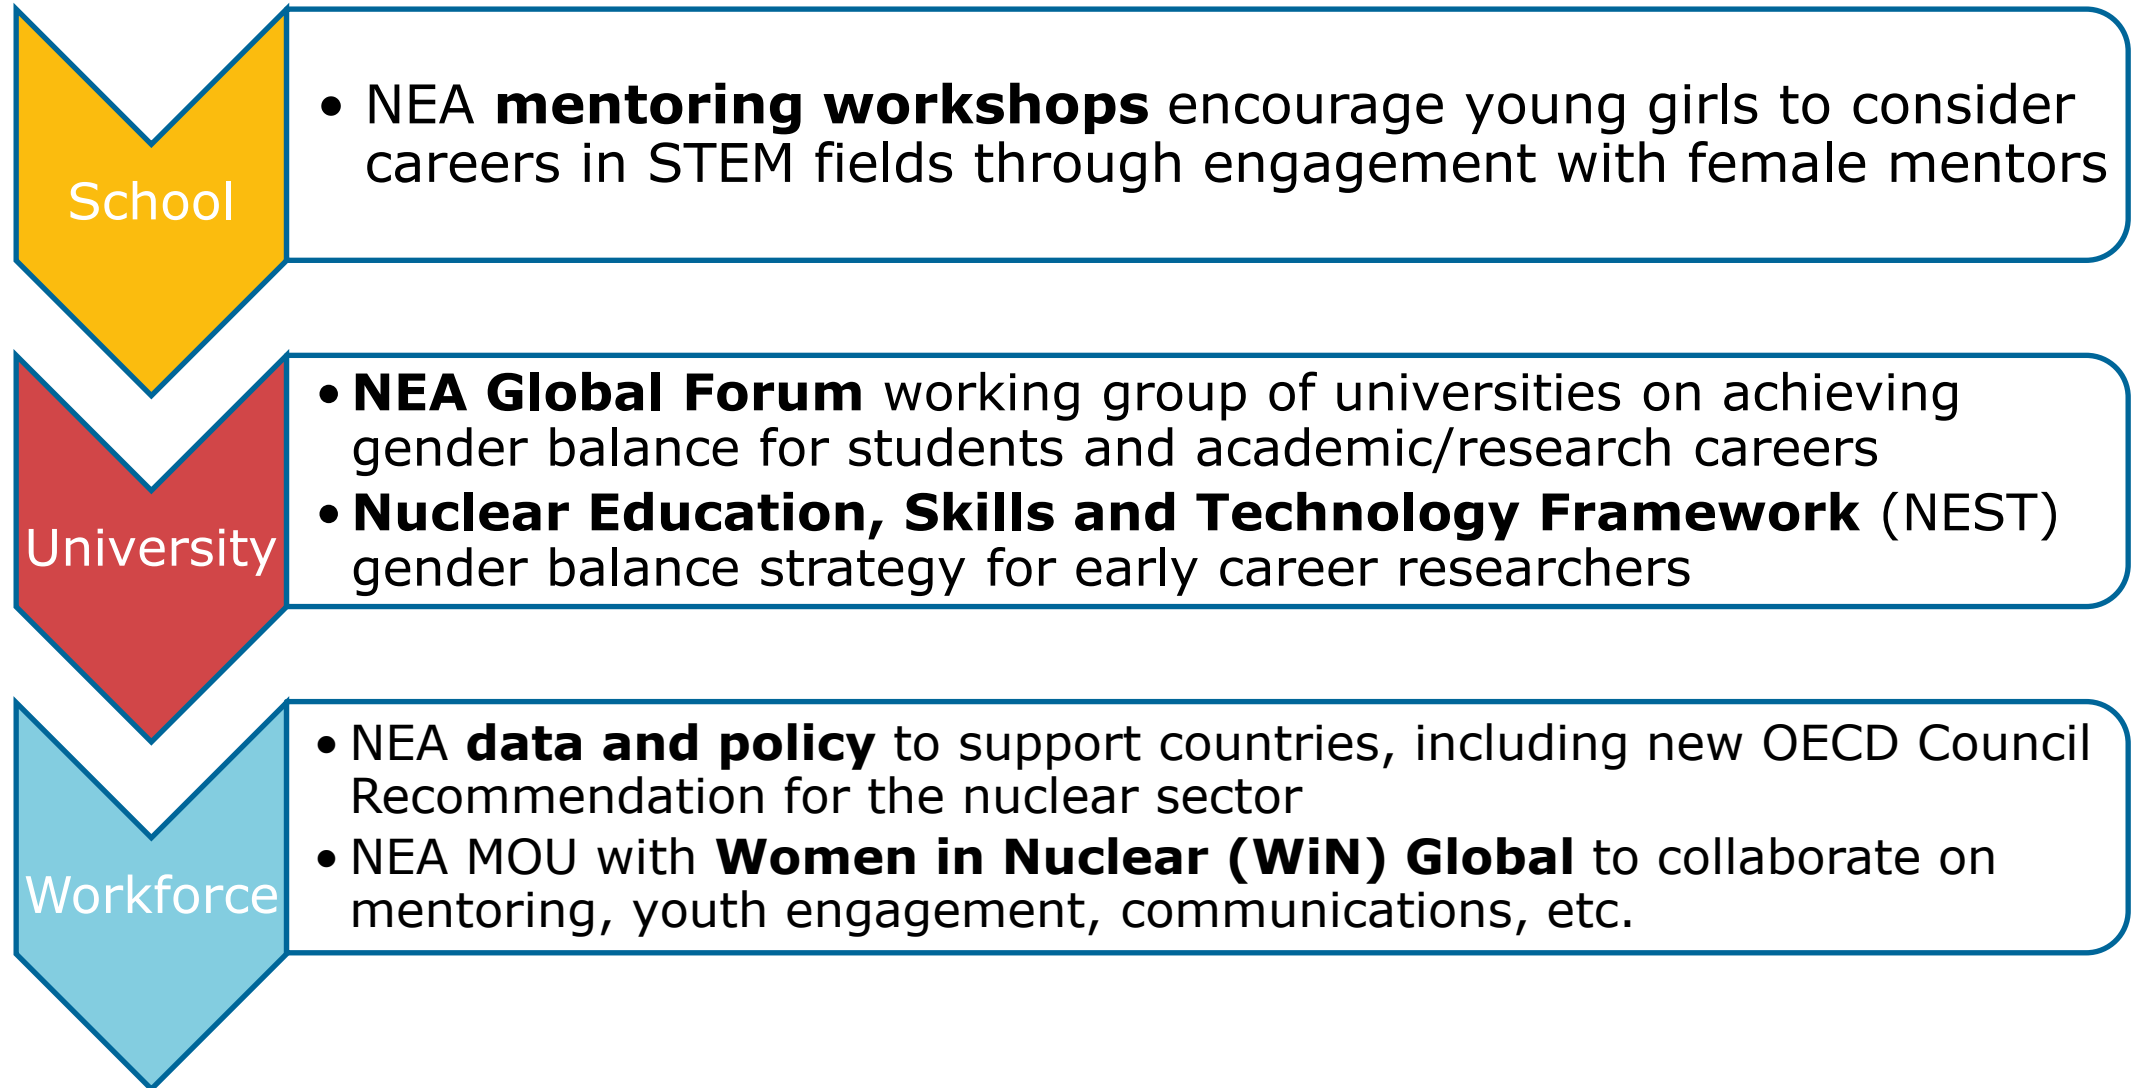 School
• NEA mentoring workshops encourage young girls to consider
careers in STEM fields through engagement with female mentors
University
• NEA Global Forum working group of universities on achieving
gender balance for students and academic/research careers
• Nuclear Education, Skills and Technology Framework (NEST)
gender balance strategy for early career researchers
Workforce
• NEA data and policy to support countries, including new OECD Council
Recommendation for the nuclear sector
• NEA MOU with Women in Nuclear (WiN) Global to collaborate on
mentoring, youth engagement, communications, etc.